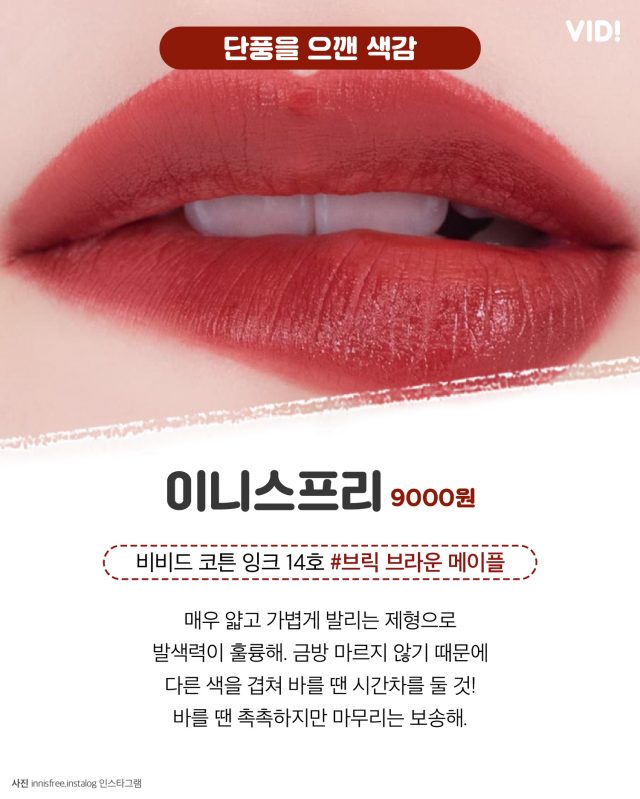 단풍을 으깬 색감
VID!
이니스프리 9000원
비비드 코튼 잉크 14호 #브릭 브라운 메이플
매우 얇고 가볍게 발리는 제형으로
발색력이 훌륭해. 금방 마르지 않기 때문에
다른 색을 겹쳐 바를 땐 시간차를 둘 것!
바를 땐 촉촉하지만 마무리는 보송해.
사진 innisfree.instalog 인스타그램